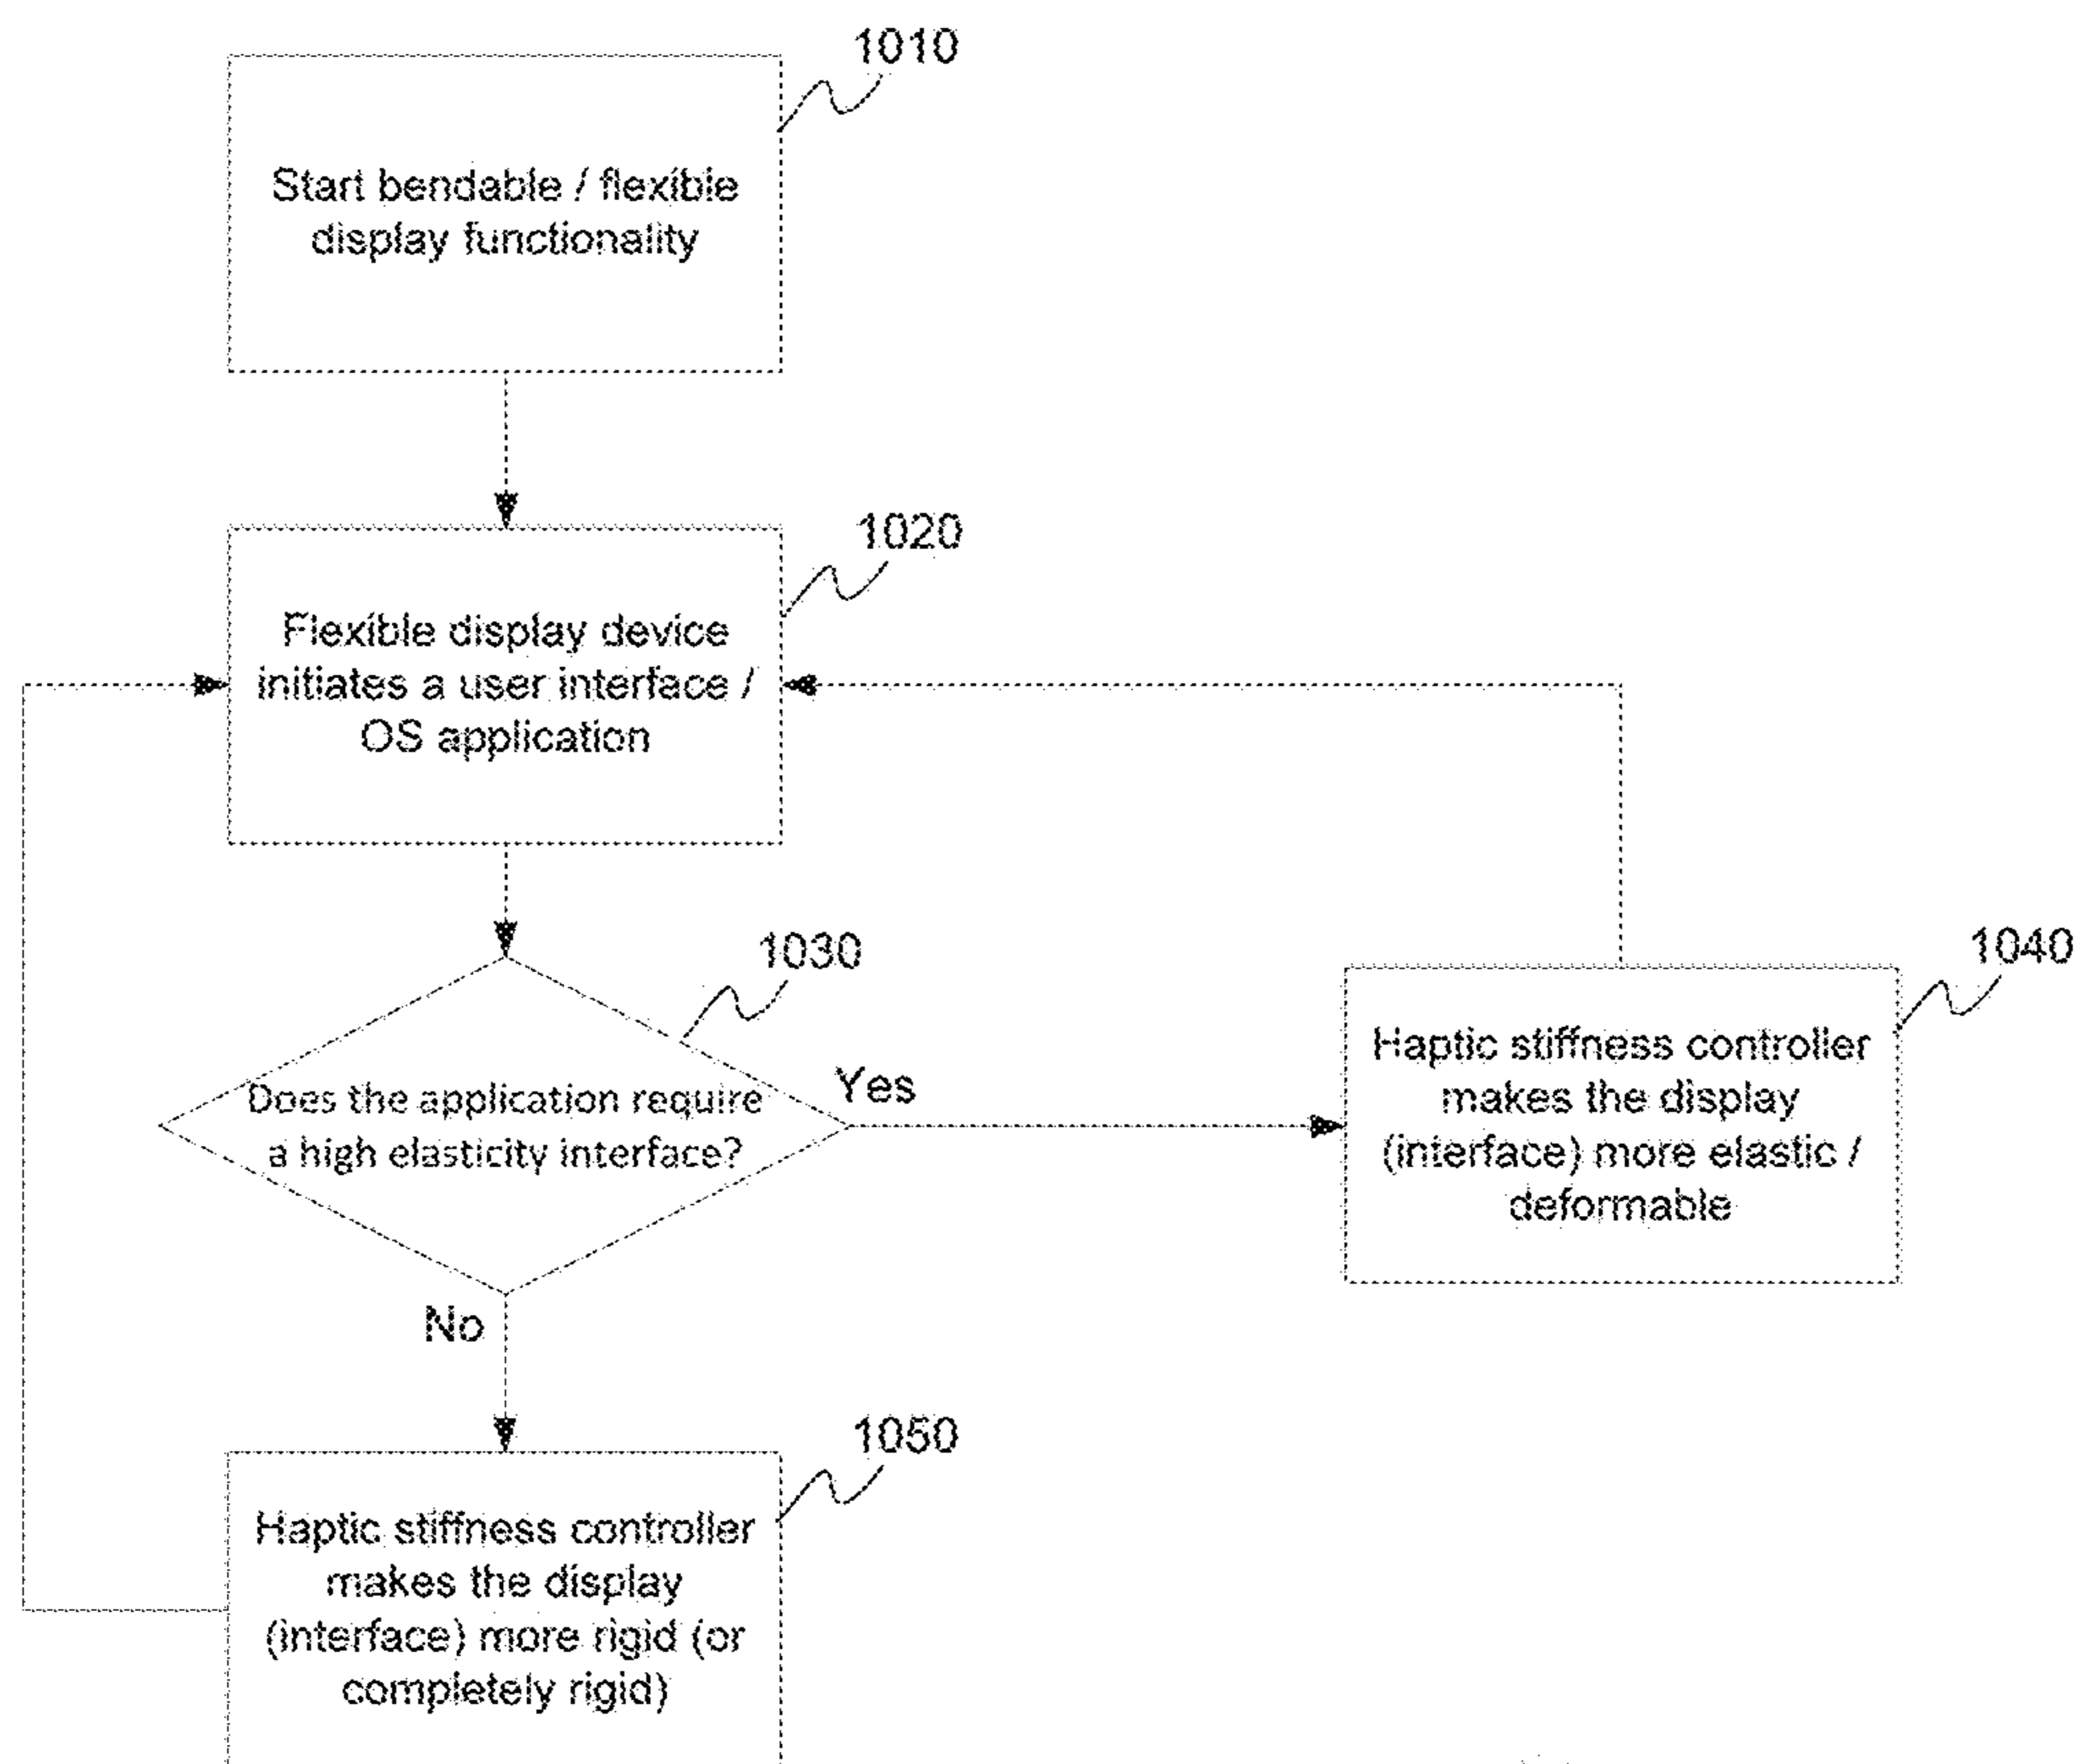 1010
Start bendable / flexible
display functionality
1020
Flexible display device
initiates a user interface /
OS application
1030
Does the application require
a high elasticity interface?
Yes
1040
Haptic stiffness controller
makes the display
(interface) more elastic /
deformable
No
1050
Haptic stiffness controller
makes the display
(interface) more rigid (or
completely rigid)